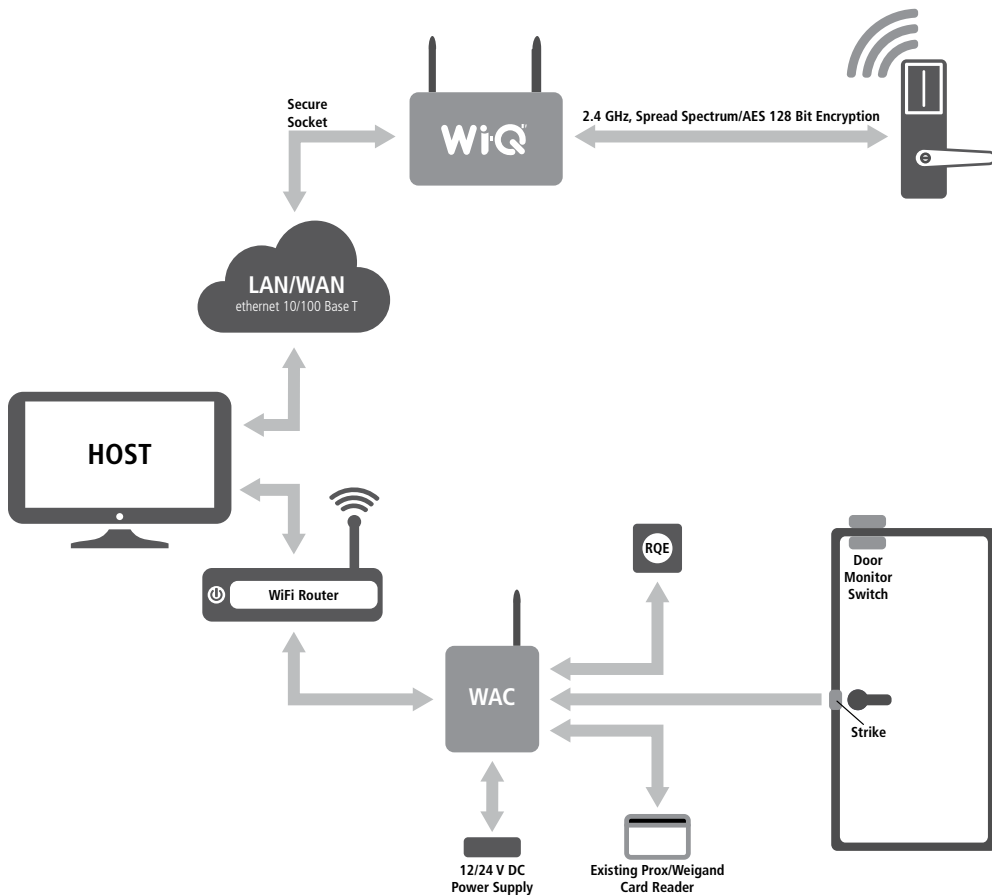 Secure
Socket
Wi-Q
2.4 GHz, Spread Spectrum/AES 128 Bit Encryption
LAN/WAN
ethernet 10/100 Base T
HOST
WiFi Router
RQE
Door
Monitor
Switch
WAC
Strike
12/24 V DC
Power Supply
Existing Prox/Weigand
Card Reader